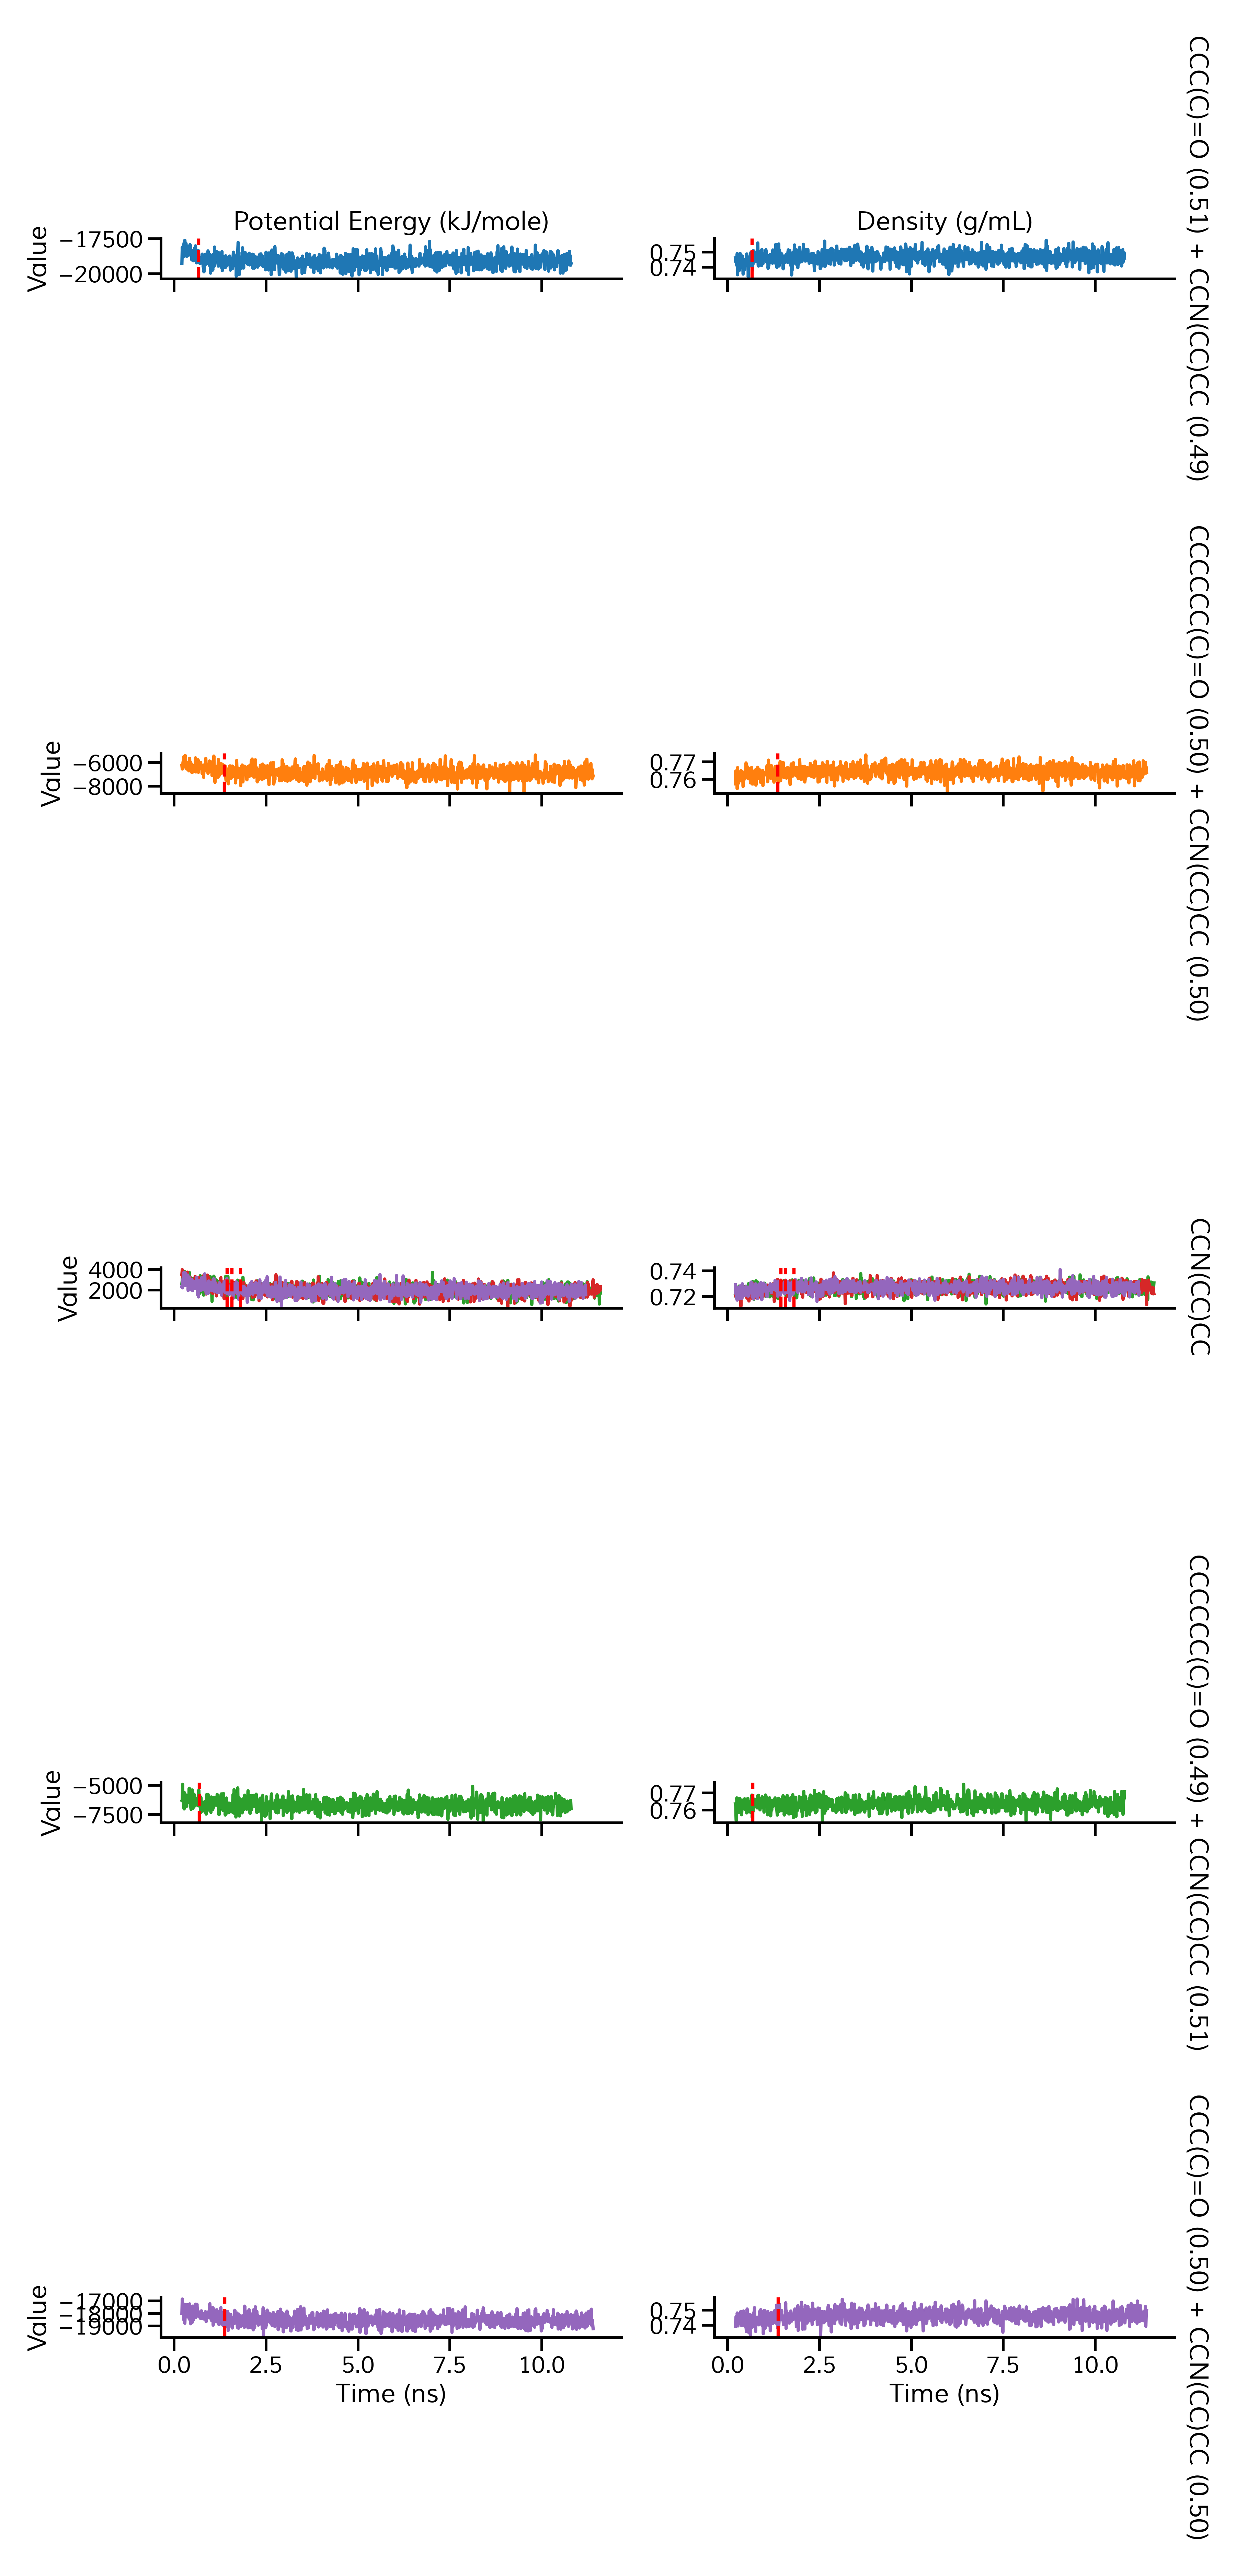 Potential Energy (kJ/mole)
Density (g/mL)
Value
−17500
−20000
0.75
0.74
CCC(C)=O (0.51) + CCN(CC)CC (0.49)
Value
−6000
−8000
0.77
0.76
CCCCCC(C)=O (0.50) + CCN(CC)CC (0.50)
Value
4000
2000
0.74
0.72
CCN(CC)CC
Value
−5000
−7500
0.77
0.76
CCCCCC(C)=O (0.49) + CCN(CC)CC (0.51)
Value
−17000
−18000
−19000
0.75
0.74
CCC(C)=O (0.50) + CCN(CC)CC (0.50)
0.0 2.5 5.0 7.5 10.0
0.0 2.5 5.0 7.5 10.0
Time (ns)
Time (ns)